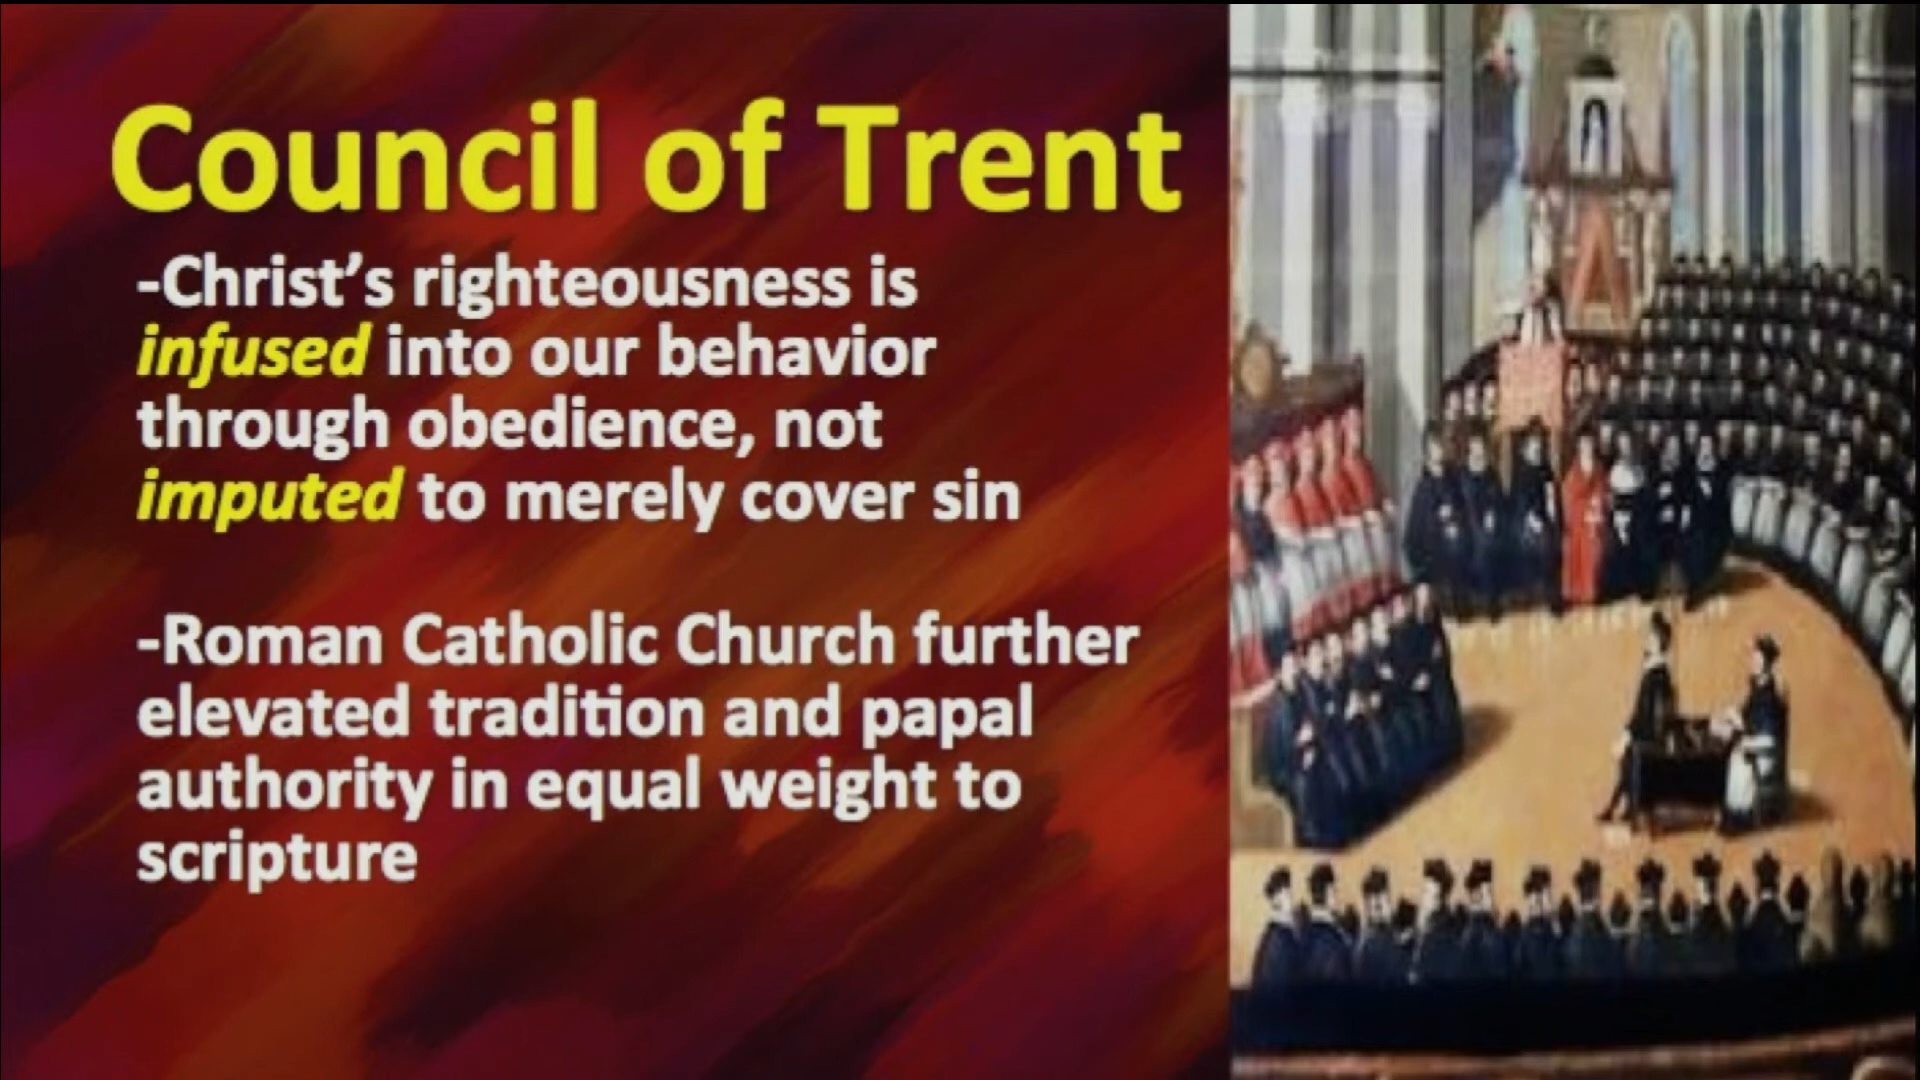 Council of Trent
-Christ’s righteousness is
infused into our behavior
through obedience, not
imputed to merely cover sin
-Roman Catholic Church further
elevated tradition and papal
authority in equal weight to
scripture